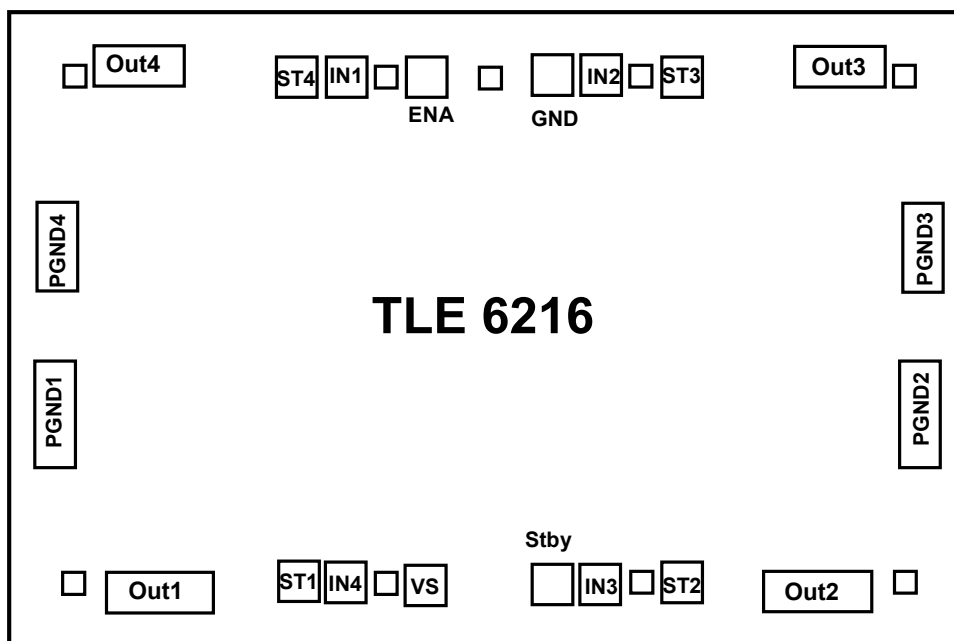 Out4
ST4 IN1 IN2 ST3
Out3
ENA GND
PGND4
PGND3
TLE 6216
PGND1
PGND2
Stby
Out1
ST1 IN4 VS
IN3 ST2
Out2